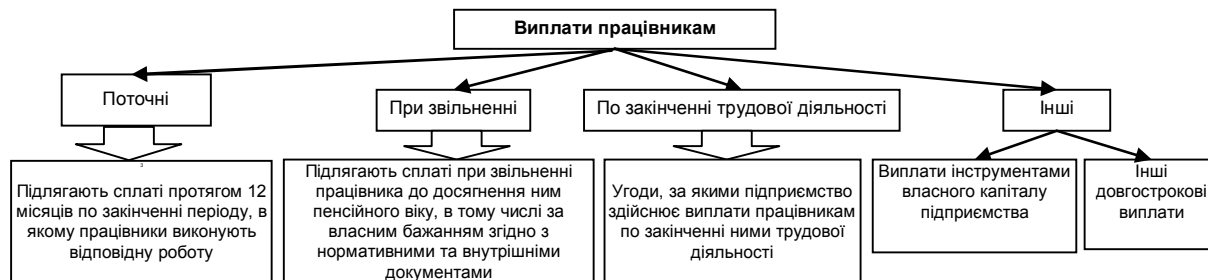 Виплати працівникам
Поточні
При звільненні
По закінченні трудової діяльності
Інші
3
Підлягають сплаті протягом 12
місяців по закінченні періоду, в
якому працівники виконують
відповідну роботу
Підлягають сплаті при звільненні
працівника до досягнення ним
пенсійного віку, в тому числі за
власним бажанням згідно з
нормативними та внутрішніми
документами
Угоди, за якими підприємство
здійснює виплати працівникам
по закінченні ними трудової
діяльності
Виплати інструментами
власного капіталу
підприємства
Інші
довгострокові
виплати